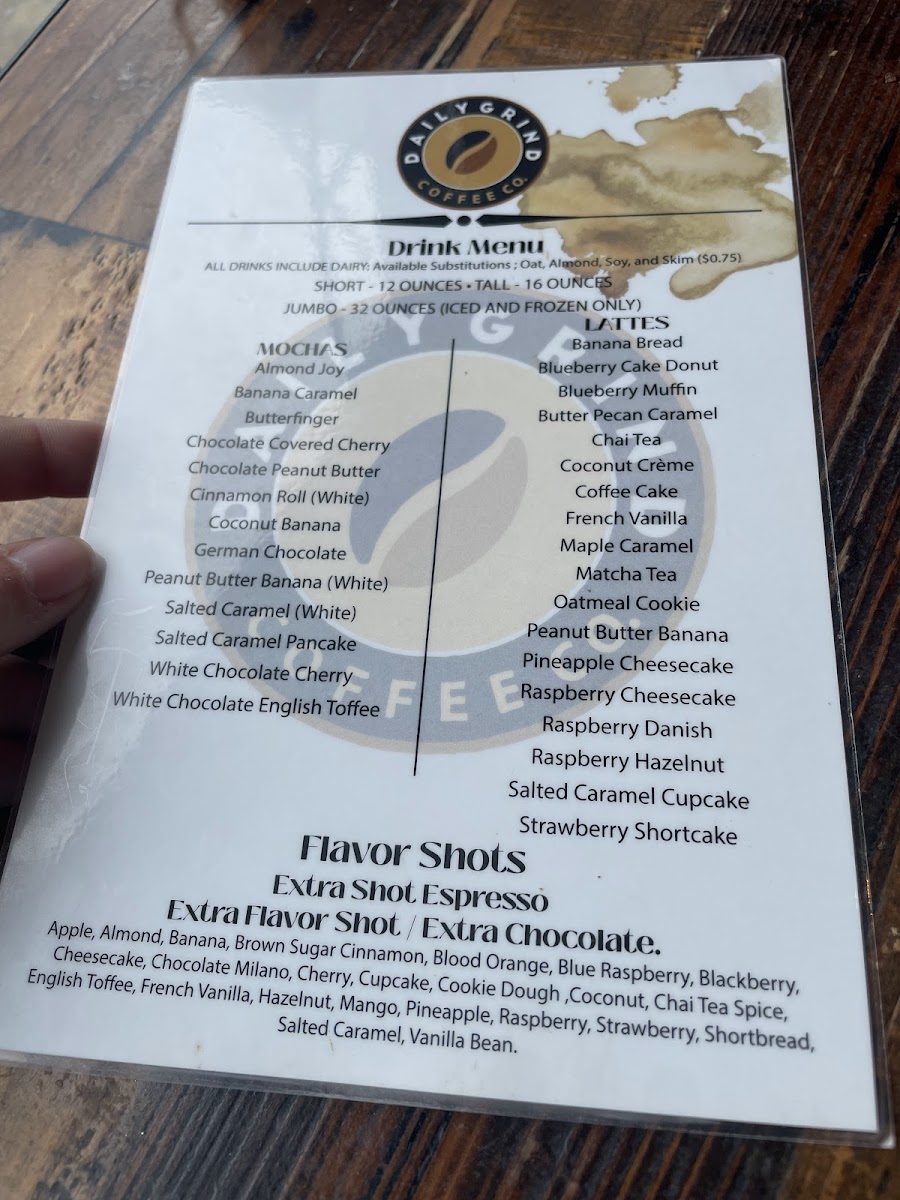 DAILY GRIND
COFFEE CO.
Drink Menu
ALL DRINKS INCLUDE DAIRY: Available Substitutions ; Oat, Almond, Soy, and Skim ($0.75)
SHORT - 12 OUNCES • TALL - 16 OUNCES
JUMBO - 32 OUNCES (ICED AND FROZEN ONLY)
MOCHAS
Almond Joy
Banana Caramel
Butterfinger
Chocolate Covered Cherry
Chocolate Peanut Butter
Cinnamon Roll (White)
Coconut Banana
German Chocolate
Peanut Butter Banana (White)
Salted Caramel (White)
Salted Caramel Pancake
White Chocolate Cherry
White Chocolate English Toffee
LATTES
Banana Bread
Blueberry Cake Donut
Blueberry Muffin
Butter Pecan Caramel
Chai Tea
Coconut Crème
Coffee Cake
French Vanilla
Maple Caramel
Matcha Tea
Oatmeal Cookie
Peanut Butter Banana
Pineapple Cheesecake
Raspberry Cheesecake
Raspberry Danish
Raspberry Hazelnut
Salted Caramel Cupcake
Strawberry Shortcake
DAILY GRIND
COFFEE CO.
Flavor Shots
Extra Shot Espresso
Extra Flavor Shot / Extra Chocolate.
Apple, Almond, Banana, Brown Sugar Cinnamon, Blood Orange, Blue Raspberry, Blackberry,
Cheesecake, Chocolate Milano, Cherry, Cupcake, Cookie Dough ,Coconut, Chai Tea Spice,
English Toffee, French Vanilla, Hazelnut, Mango, Pineapple, Raspberry, Strawberry, Shortbread,
Salted Caramel, Vanilla Bean.